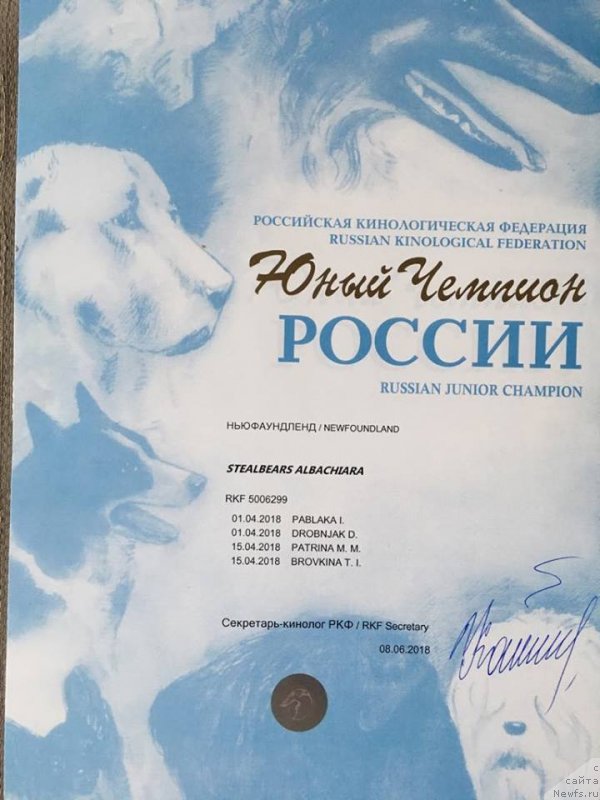 РОССИЙСКАЯ КИНОЛОГИЧЕСКАЯ ФЕДЕРАЦИЯ
RUSSIAN KINOLOGICAL FEDERATION
Юный Чемпион
РОССИИ
RUSSIAN JUNIOR CHAMPION
НЬЮФАУНДЛЕНД / NEWFOUNDLAND
STEALBEARS ALBACHIARA
RKF 5006299
01.04.2018 PABLAKA I.
01.04.2018 DROBNJAK D.
15.04.2018 PATRINA M. M.
15.04.2018 BROVKINA T. I.
Секретарь-кинолог РКФ / RKF Secretary
08.06.2018
с
сайта
Newfs.ru